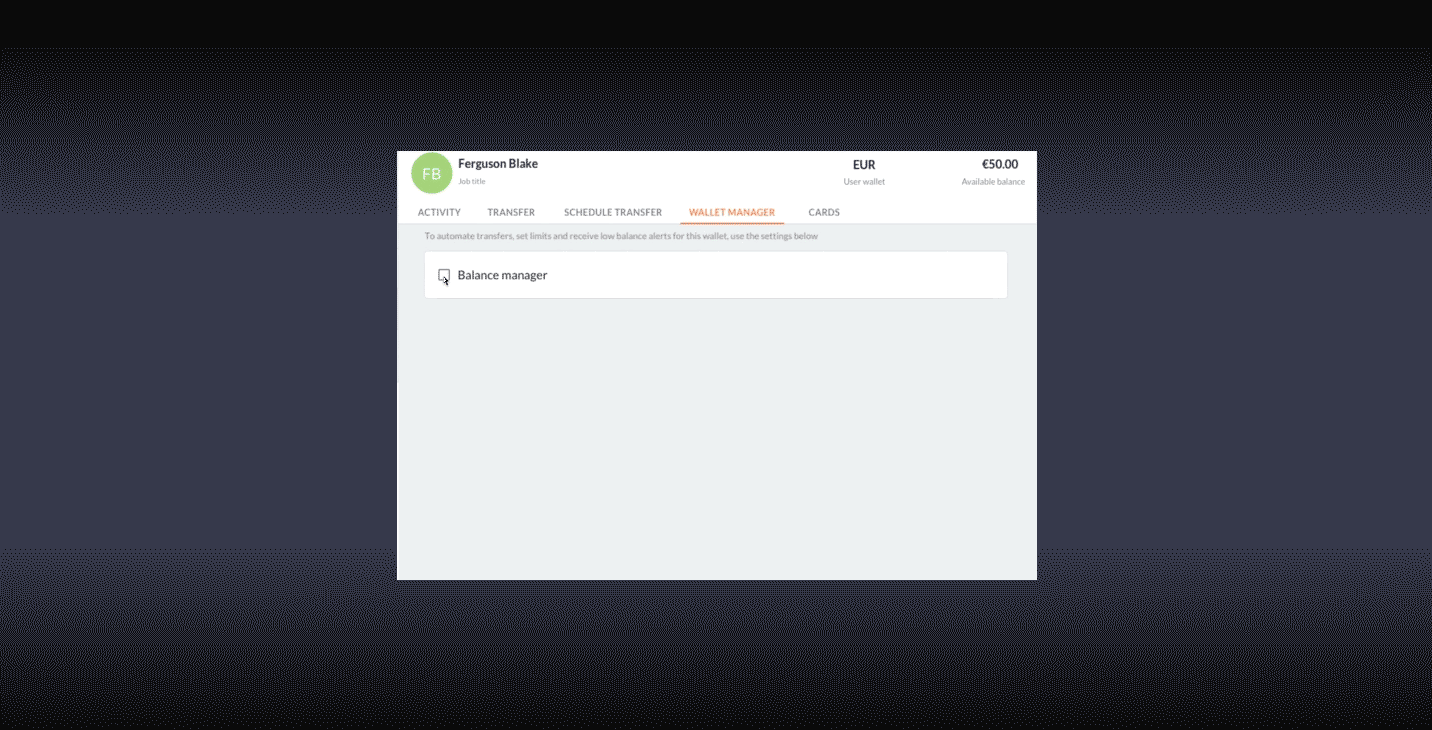 FB
Ferguson Blake
Job title
EUR
User wallet
€50.00
Available balance
ACTIVITY TRANSFER SCHEDULE TRANSFER WALLET MANAGER CARDS
To automate transfers, set limits and receive low balance alerts for this wallet, use the settings below
Balance manager